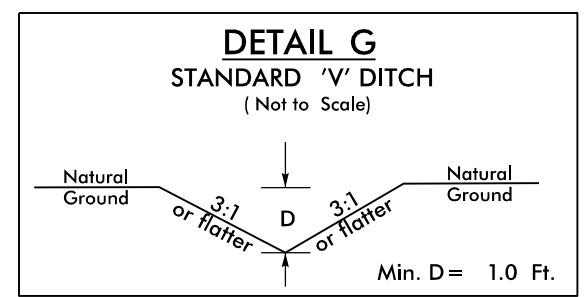 DETAIL G
STANDARD 'V' DITCH
( Not to Scale)
Natural
Ground
3:1
or flatter
D
3:1
or flatter
Natural
Ground
Min. D = 1.0 Ft.